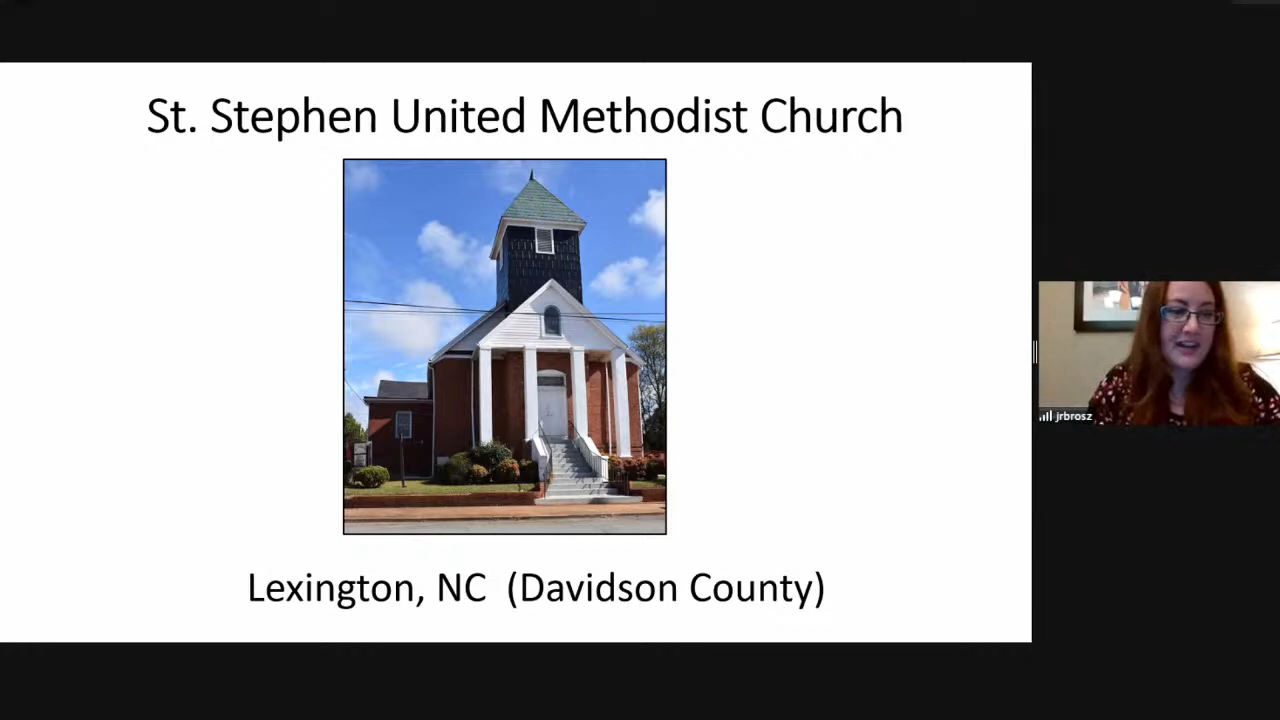 St. Stephen United Methodist Church
Lexington, NC (Davidson County)
jrbrosz